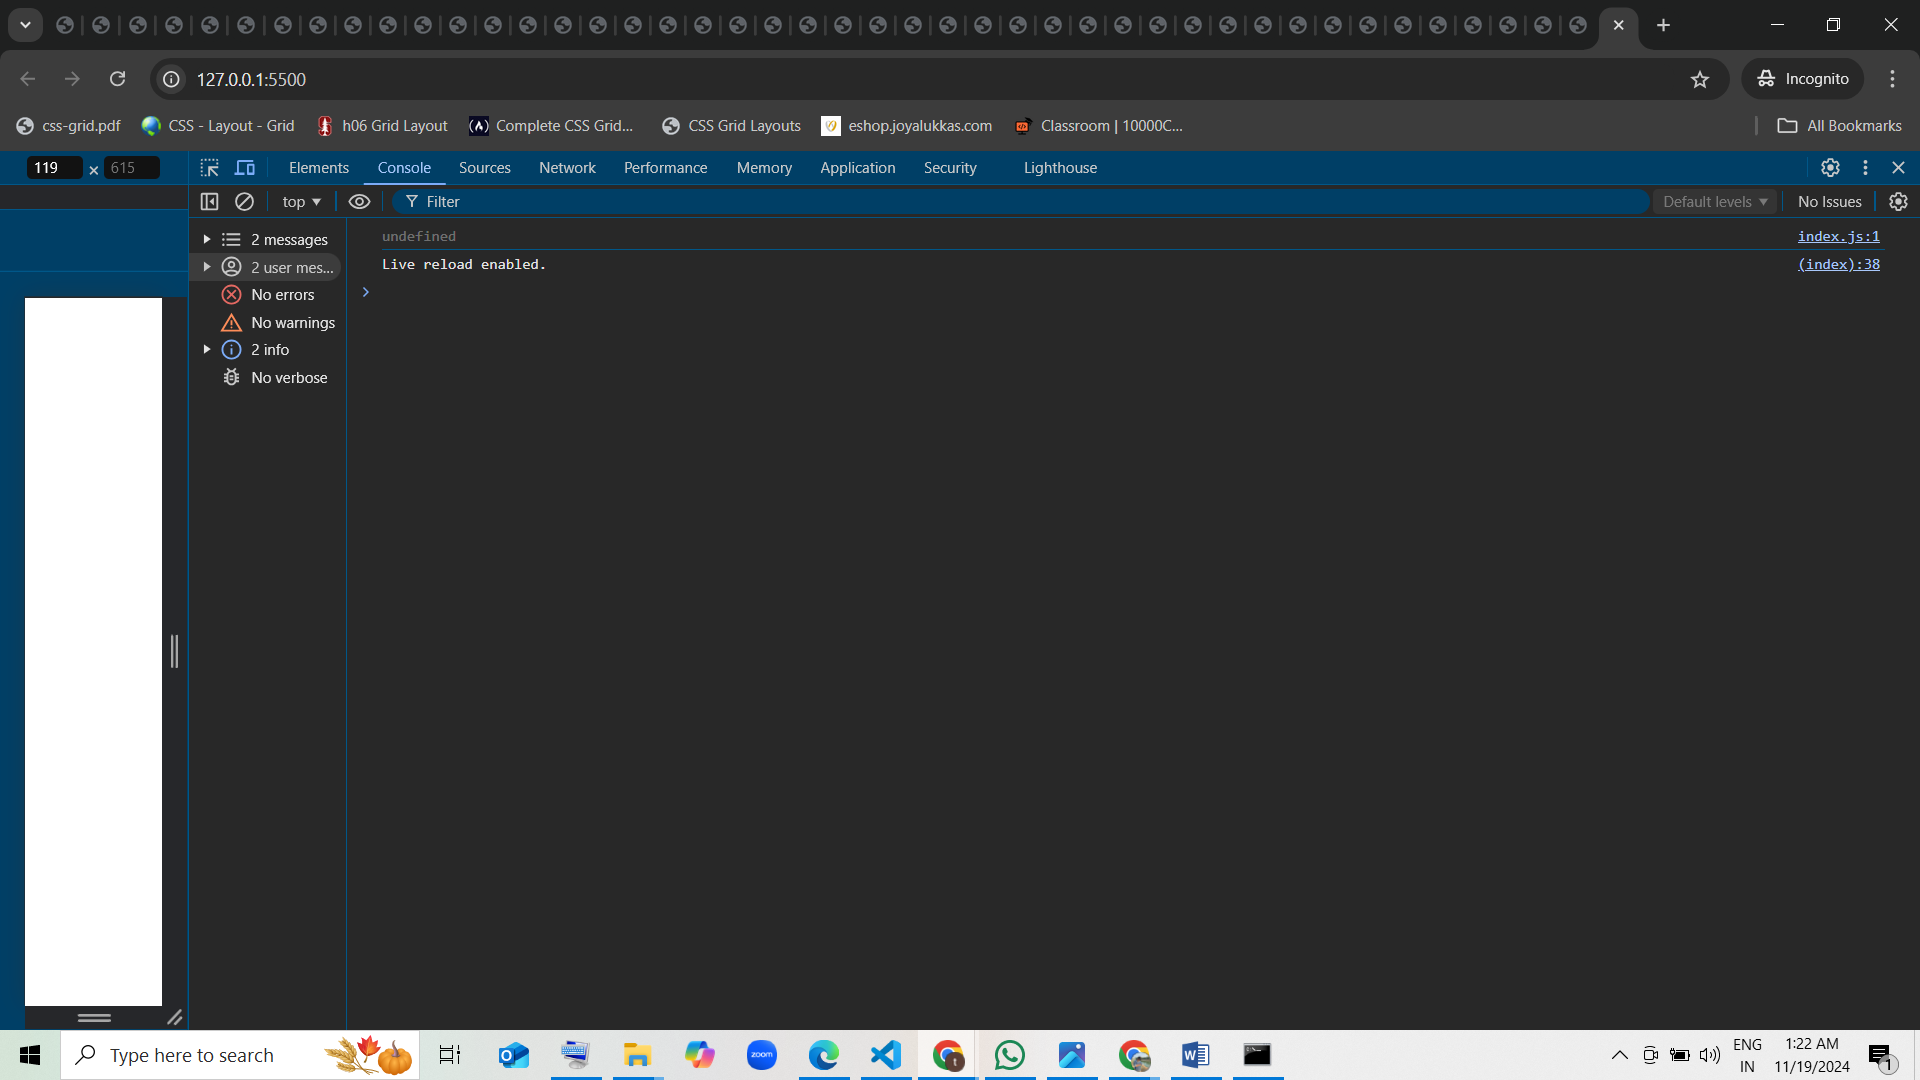 127.0.0.1:5500
Incognito
css-grid.pdf
CSS - Layout - Grid
h06 Grid Layout
Complete CSS Grid...
CSS Grid Layouts
eshop.joyalukkas.com
Classroom | 10000C...
All Bookmarks
119 × 615
Elements
Console
Sources
Network
Performance
Memory
Application
Security
Lighthouse
top
Filter
Default levels
No Issues
2 messages
2 user mes...
No errors
No warnings
2 info
No verbose
undefined
index.js:1
Live reload enabled.
(index):38
Type here to search
zoom
ENG
IN
1:22 AM
11/19/2024
1